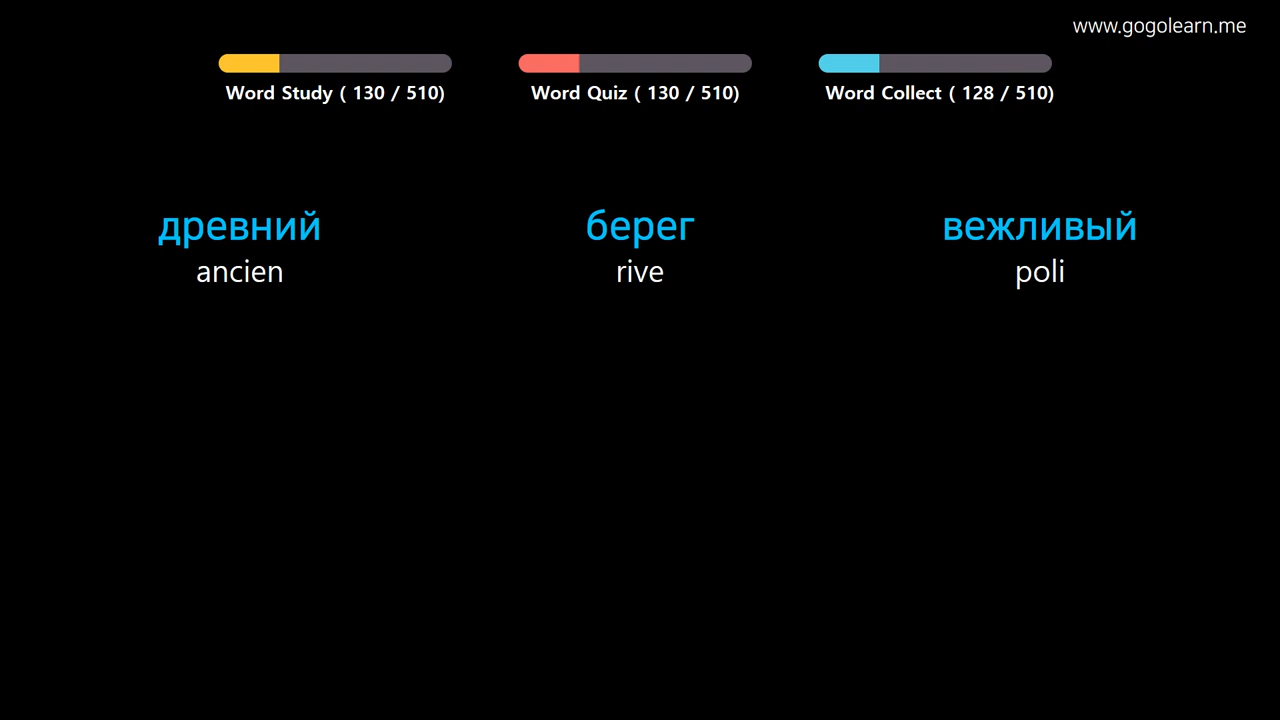 www.gogolearn.me
Word Study ( 130 / 510)
Word Quiz ( 130 / 510)
Word Collect ( 128 / 510)
древний
ancien
берег
rive
вежливый
poli